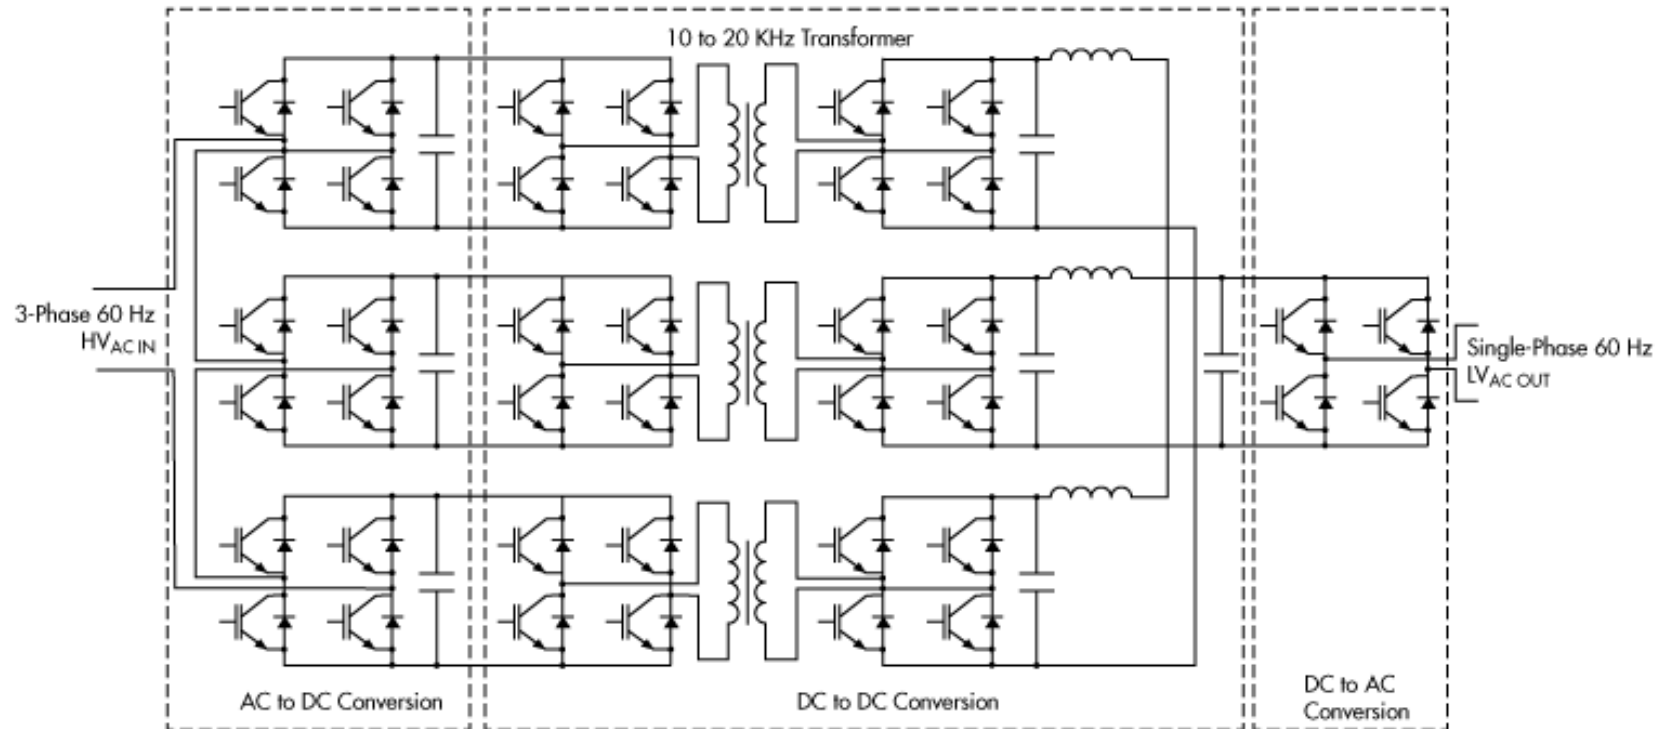 10 to 20 KHz Transformer
3-Phase 60 Hz
HVAC IN
Single-Phase 60 Hz
LVAC OUT
AC to DC Conversion
DC to DC Conversion
DC to AC
Conversion